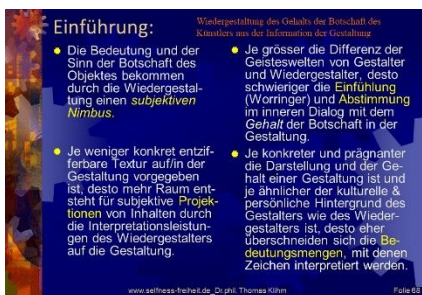 Einführung:
Wiedergestaltung des Gehalts der Botschaft des
Künstlers aus der Information der Gestaltung
Die Bedeutung und der
Sinn der Botschaft des
Objektes bekommen
durch die Wiedergestal-
tung einen subjektiven
Nimbus.
Je weniger konkret entzif-
ferbare Textur auf/in der
Gestaltung vorgegeben
ist, desto mehr Raum ent-
steht für subjektive Projek-
tionen von Inhalten durch
die Interpretationsleistun-
gen des Wiedergestalters
auf die Gestaltung.
Je grösser die Differenz der
Geisteswelten von Gestalter
und Wiedergestalter, desto
schwieriger die Einfühlung
(Worringer) und Abstimmung
im inneren Dialog mit dem
Gehalt der Botschaft in der
Gestaltung.
Je konkreter und prägnanter
die Darstellung und der Ge-
halt einer Gestaltung ist und
je ähnlicher der kulturelle &
persönliche Hintergrund des
Gestalters wie des Wieder-
gestalters ist, desto eher
überschneiden sich die Be-
deutungsmengen, mit denen
Zeichen interpretiert werden.
www.selfness-freiheit.de_Dr.phil. Thomas Klihm
Folie 68